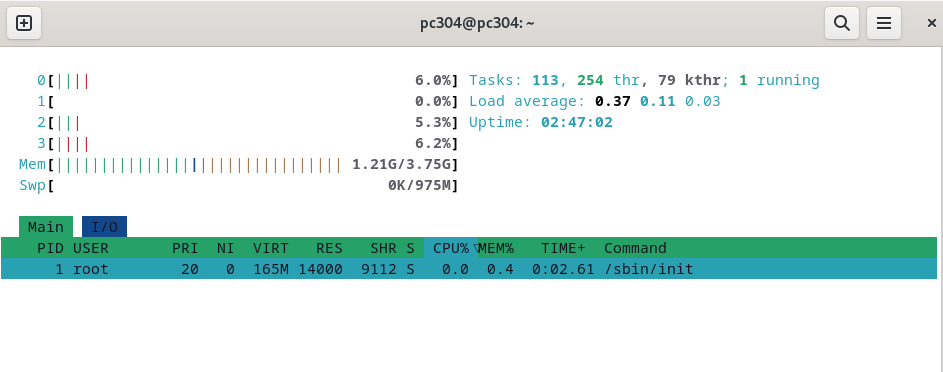 pc304@pc304: ~
0[|||| 6.0%] Tasks: 113, 254 thr, 79 kthr; 1 running
1[ 0.0%] Load average: 0.37 0.11 0.03
2[||| 5.3%] Uptime: 02:47:02
3[|||| 6.2%]
Mem[|||||||||||||||||||||||||||||||| 1.21G/3.75G]
Swp[ 0K/975M]
Main I/O
PID USER PRI NI VIRT RES SHR S CPU%▽MEM% TIME+ Command
1 root 20 0 165M 14000 9112 S 0.0 0.4 0:02.61 /sbin/init